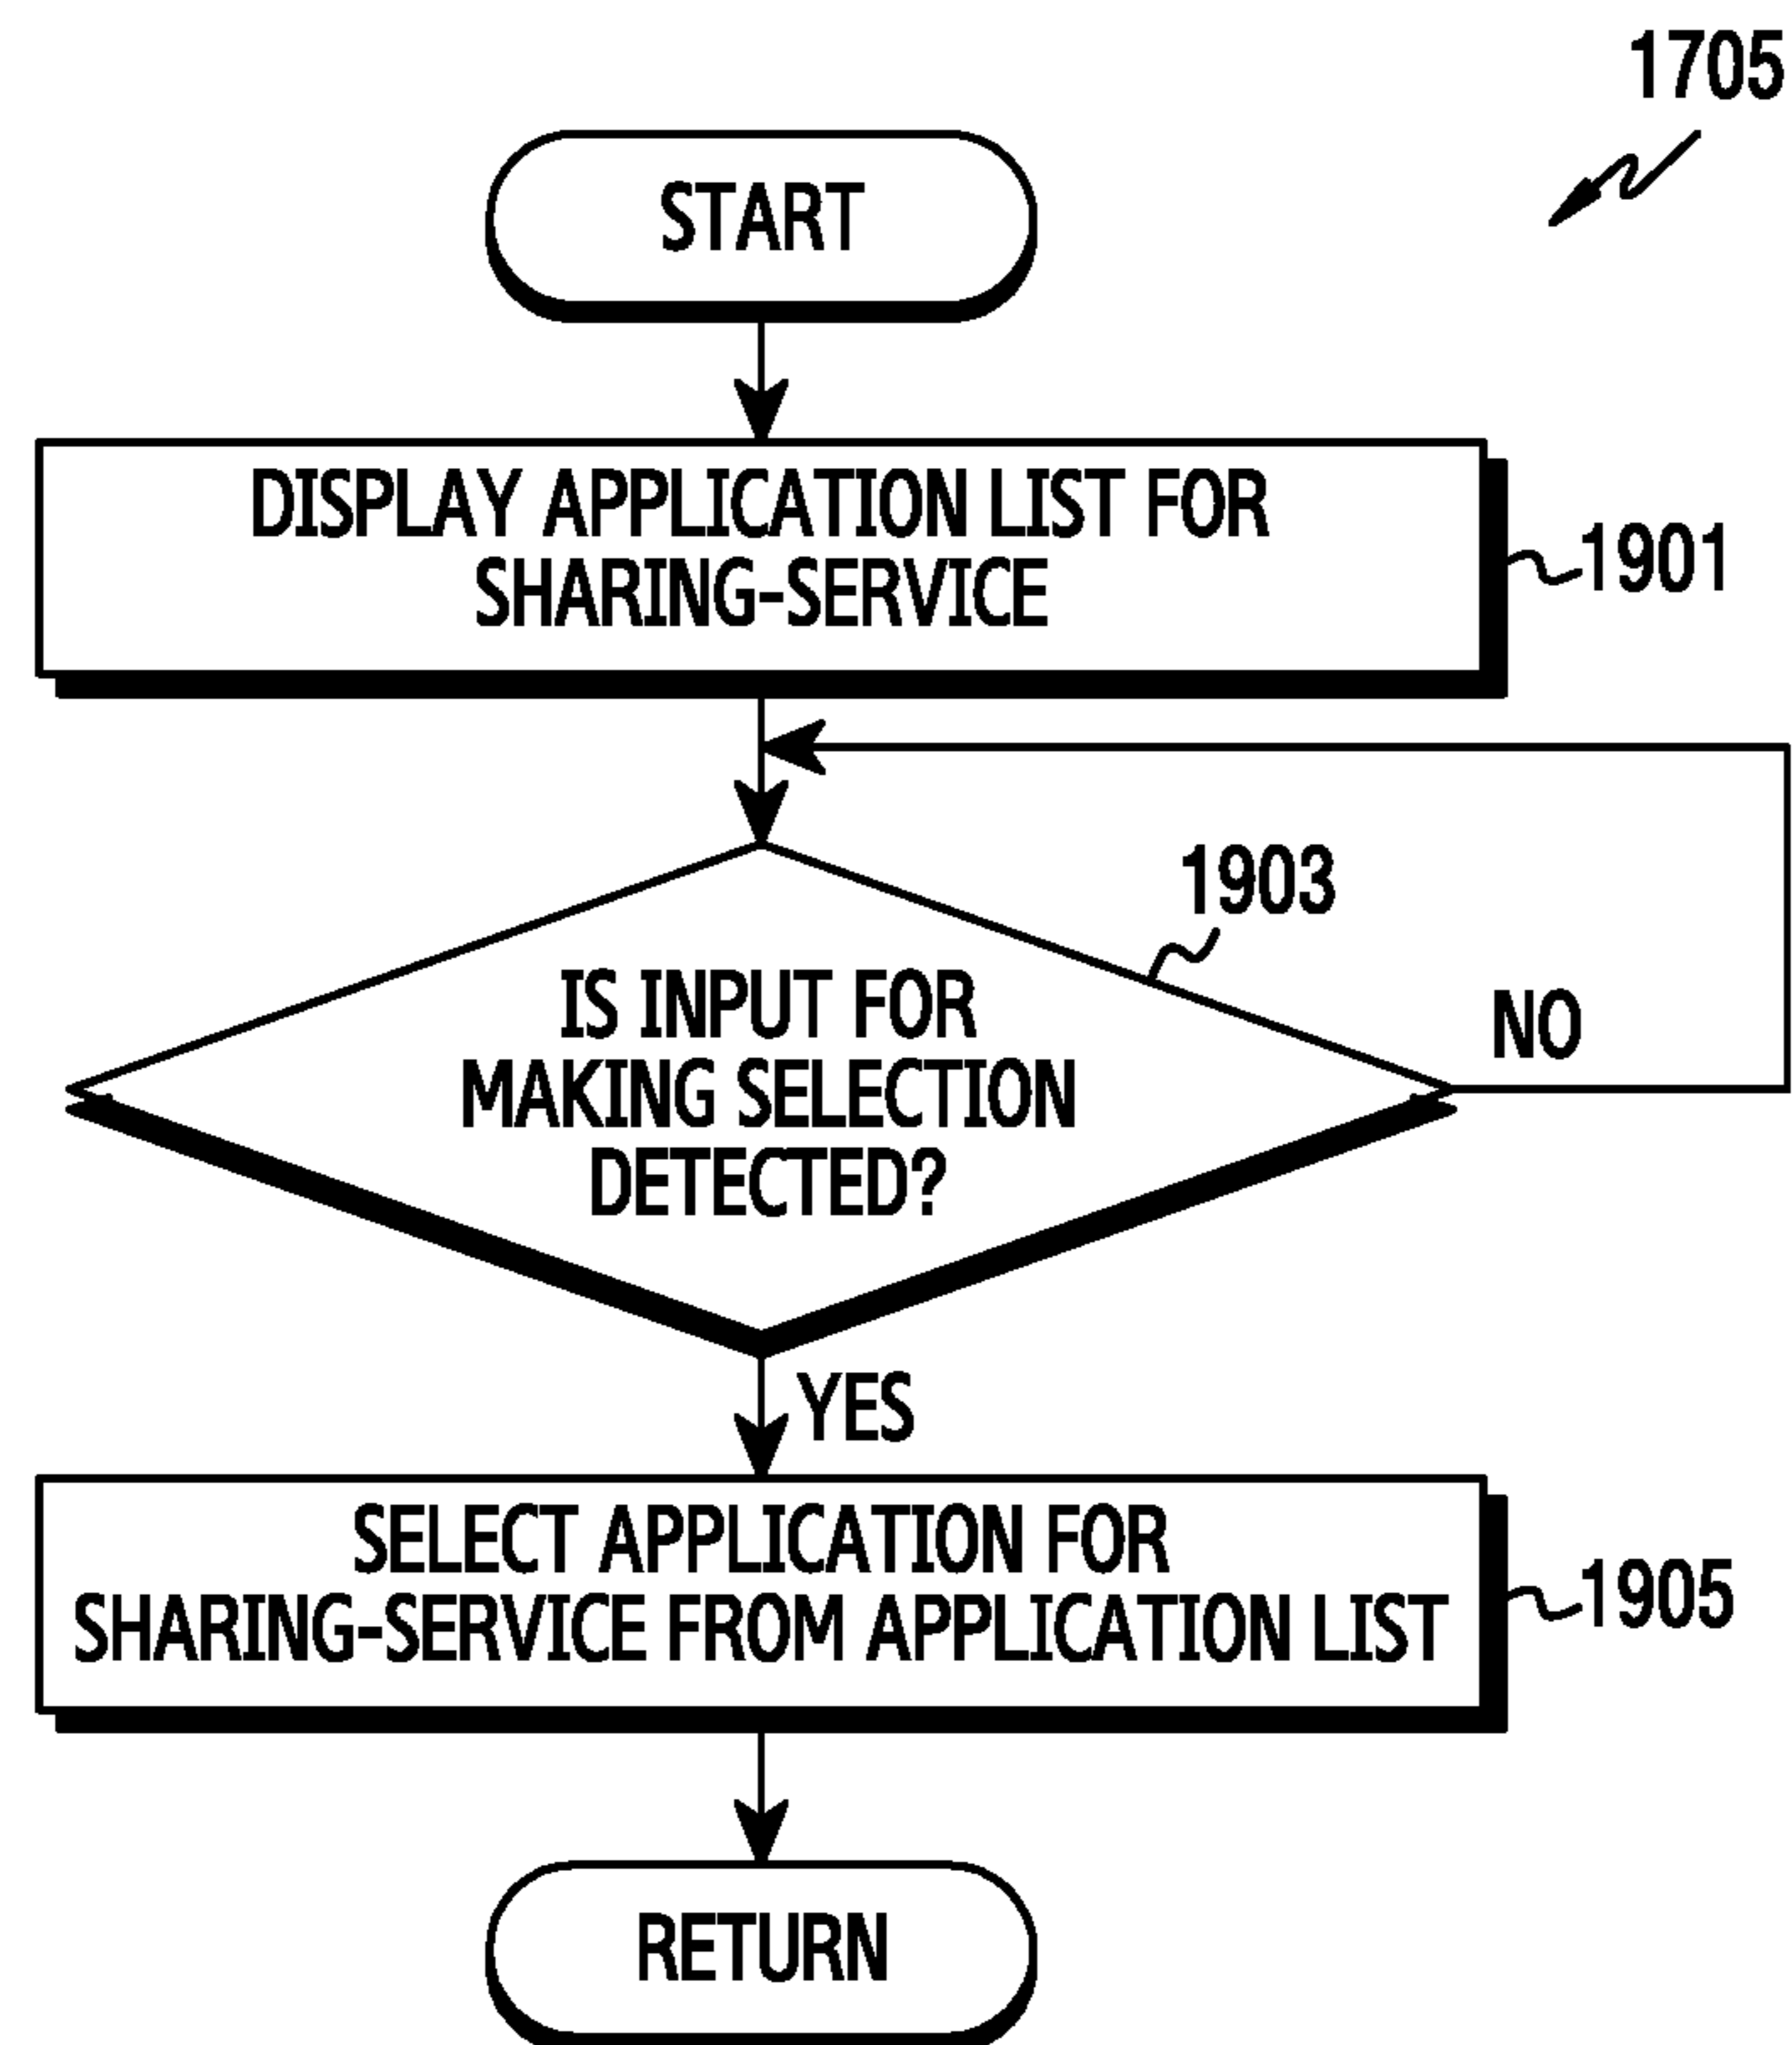 1705
START
DISPLAY APPLICATION LIST FOR
SHARING-SERVICE
1901
1903
IS INPUT FOR
MAKING SELECTION
DETECTED?
NO
YES
SELECT APPLICATION FOR
SHARING-SERVICE FROM APPLICATION LIST
1905
RETURN